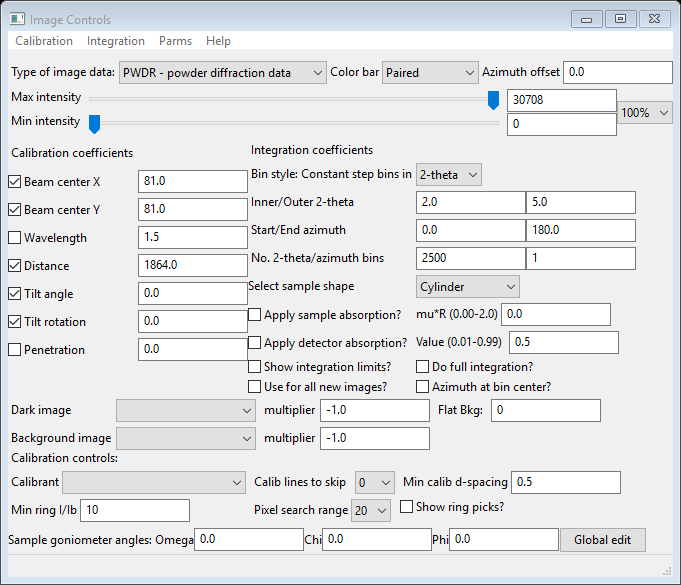 Image Controls
Calibration Integration Parms Help
Type of image data: PWDR - powder diffraction data Color bar Paired Azimuth offset 0.0
Max intensity 30708
Min intensity 0 100%
Calibration coefficients
Beam center X 81.0
Beam center Y 81.0
Wavelength 1.5
Distance 1864.0
Tilt angle 0.0
Tilt rotation 0.0
Penetration 0.0
Integration coefficients
Bin style: Constant step bins in 2-theta
Inner/Outer 2-theta 2.0 5.0
Start/End azimuth 0.0 180.0
No. 2-theta/azimuth bins 2500 1
Select sample shape Cylinder
Apply sample absorption? mu*R (0.00-2.0) 0.0
Apply detector absorption? Value (0.01-0.99) 0.5
Show integration limits? Do full integration?
Use for all new images? Azimuth at bin center?
Dark image multiplier -1.0 Flat Bkg: 0
Background image multiplier -1.0
Calibration controls:
Calibrant Calib lines to skip 0 Min calib d-spacing 0.5
Min ring I/Ib 10 Pixel search range 20 Show ring picks?
Sample goniometer angles: Omega 0.0 Chi 0.0 Phi 0.0 Global edit